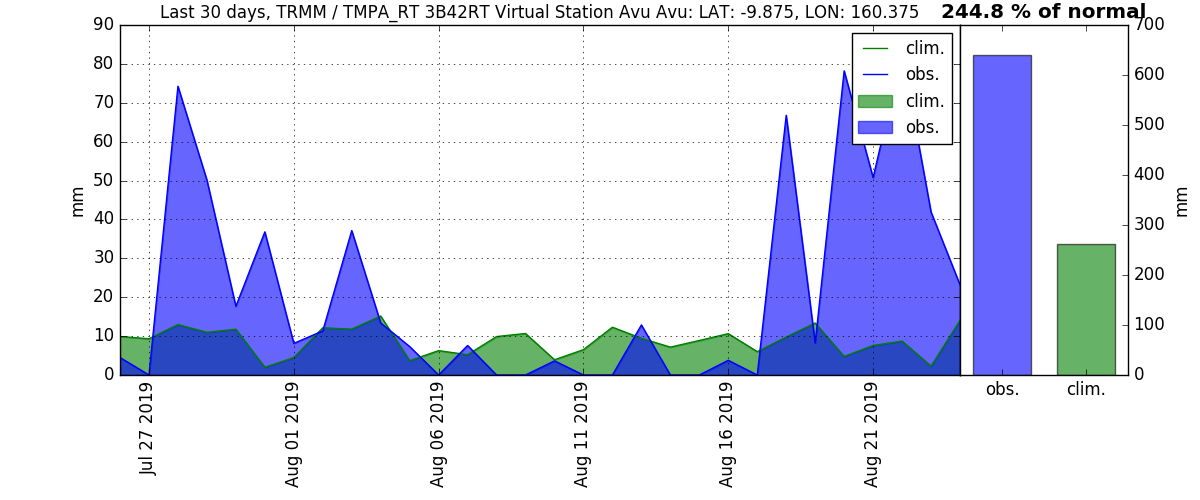 Last 30 days, TRMM / TMPA_RT 3B42RT Virtual Station Avu Avu: LAT: -9.875, LON: 160.375
244.8 % of normal
90
80
70
60
50
40
30
20
10
0
mm
clim.
obs.
clim.
obs.
Jul 27 2019
Aug 01 2019
Aug 06 2019
Aug 11 2019
Aug 16 2019
Aug 21 2019
700
600
500
400
300
200
100
0
mm
obs.
clim.